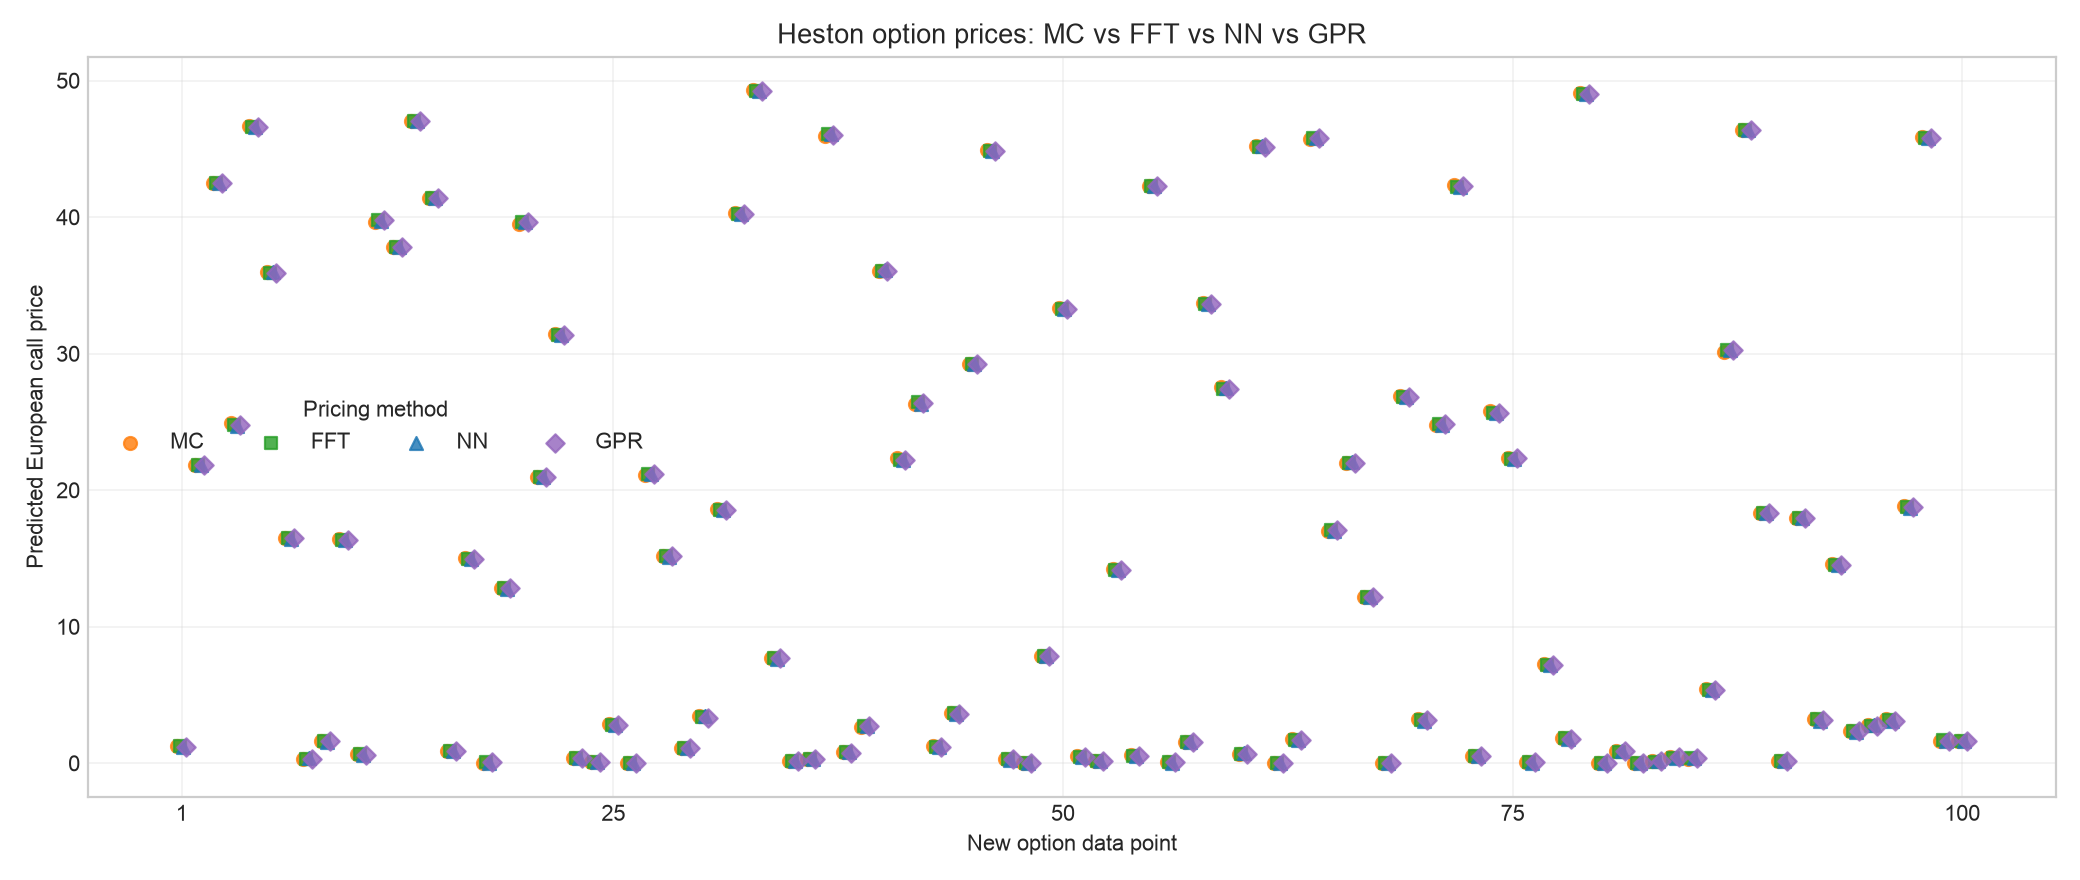 Heston option prices: MC vs FFT vs NN vs GPR
Predicted European call price
50
40
30
20
10
0
Pricing method
MC FFT NN GPR
1 25 50 75 100
New option data point